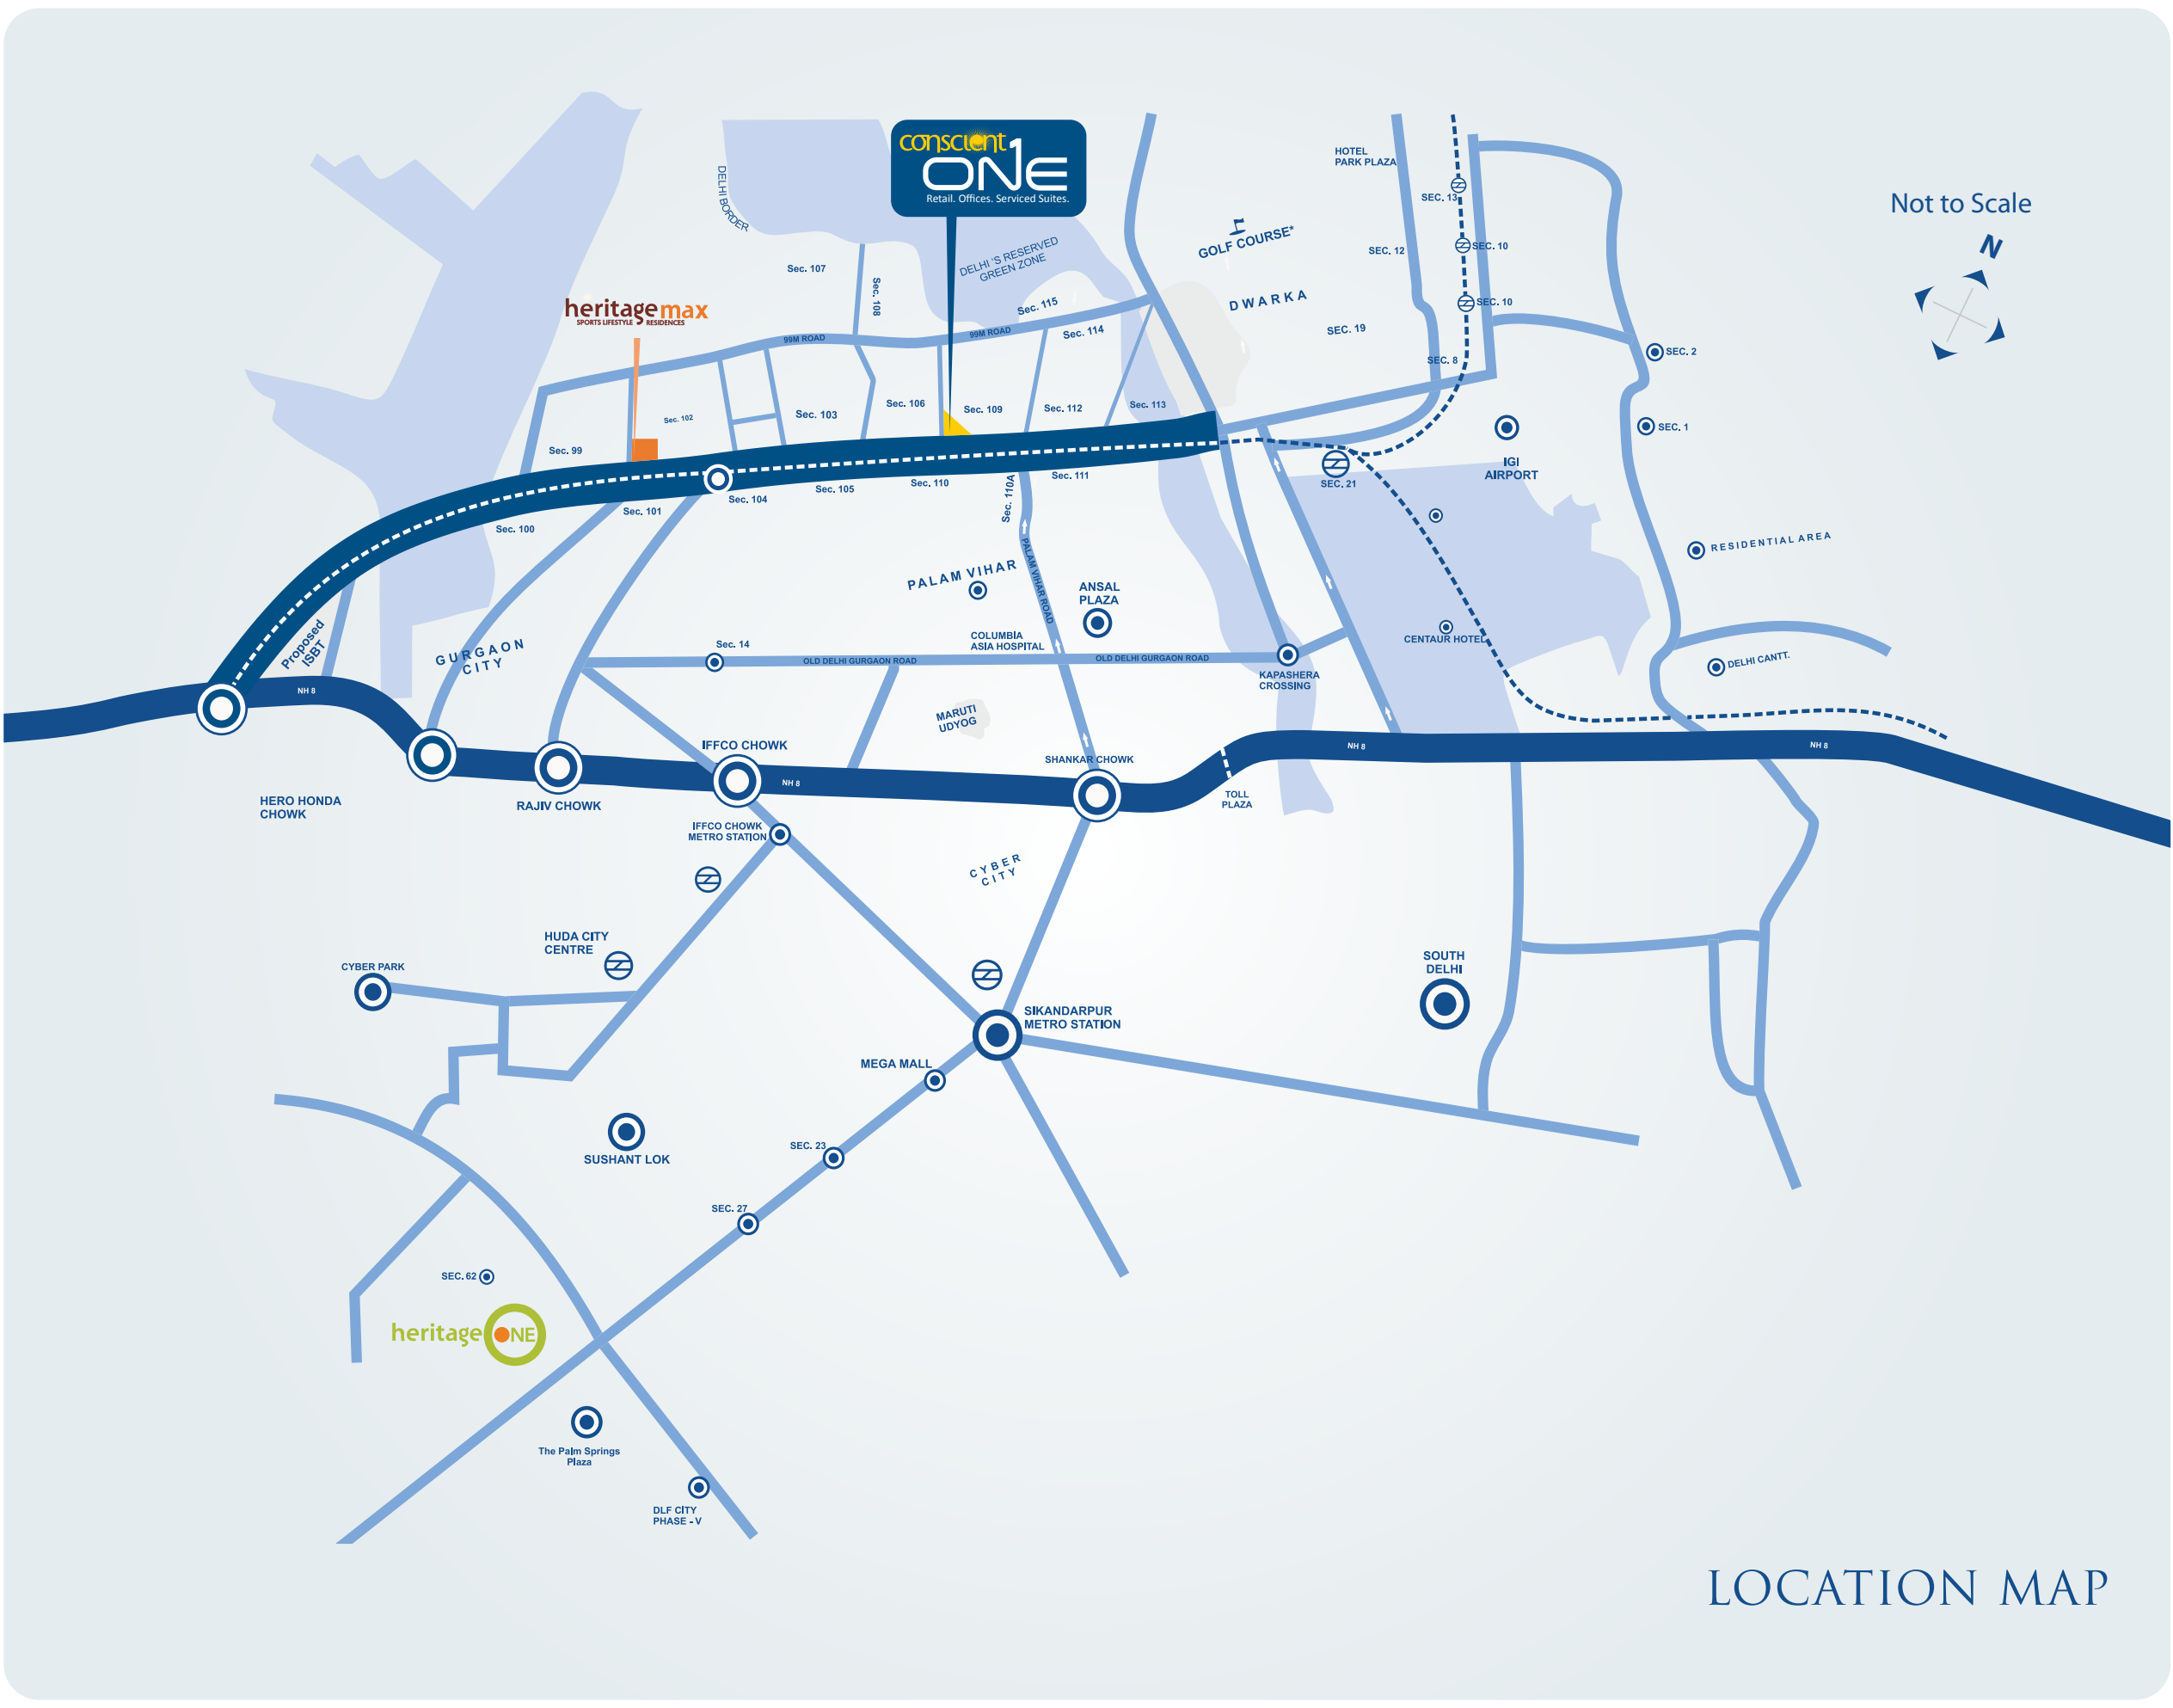 conscient
ONE
Retail. Offices. Serviced Suites.
Not to Scale
N
HOTEL
PARK PLAZA
DELHI BORDER
SEC. 13
GOLF COURSE*
SEC. 12
SEC. 10
DELHI 'S RESERVED
GREEN ZONE
Sec. 107
Sec. 108
heritagemax
SPORTS LIFESTYLE RESIDENCES
Sec. 115
DWARKA
SEC. 10
99M ROAD
99M ROAD
Sec. 114
SEC. 19
SEC. 8
SEC. 2
Sec. 102
Sec. 103
Sec. 106
Sec. 109
Sec. 112
Sec. 113
SEC. 1
Sec. 99
IGI
AIRPORT
Sec. 100
Sec. 101
Sec. 104
Sec. 105
Sec. 110
Sec. 110A
Sec. 111
SEC. 21
RESIDENTIAL AREA
PALAM VIHAR
PALAM VIHAR ROAD
ANSAL
PLAZA
Proposed
ISBT
GURGAON
CITY
Sec. 14
COLUMBIA
ASIA HOSPITAL
CENTAUR HOTEL
OLD DELHI GURGAON ROAD
OLD DELHI GURGAON ROAD
KAPASHERA
CROSSING
DELHI CANTT.
NH 8
MARUTI
UDYOG
IFFCO CHOWK
SHANKAR CHOWK
NH 8
NH 8
NH 8
HERO HONDA
CHOWK
RAJIV CHOWK
TOLL
PLAZA
IFFCO CHOWK
METRO STATION
CYBER
CITY
HUDA CITY
CENTRE
CYBER PARK
SOUTH
DELHI
SIKANDARPUR
METRO STATION
MEGA MALL
SUSHANT LOK
SEC. 23
SEC. 27
SEC. 62
heritage ONE
The Palm Springs
Plaza
DLF CITY
PHASE - V
LOCATION MAP